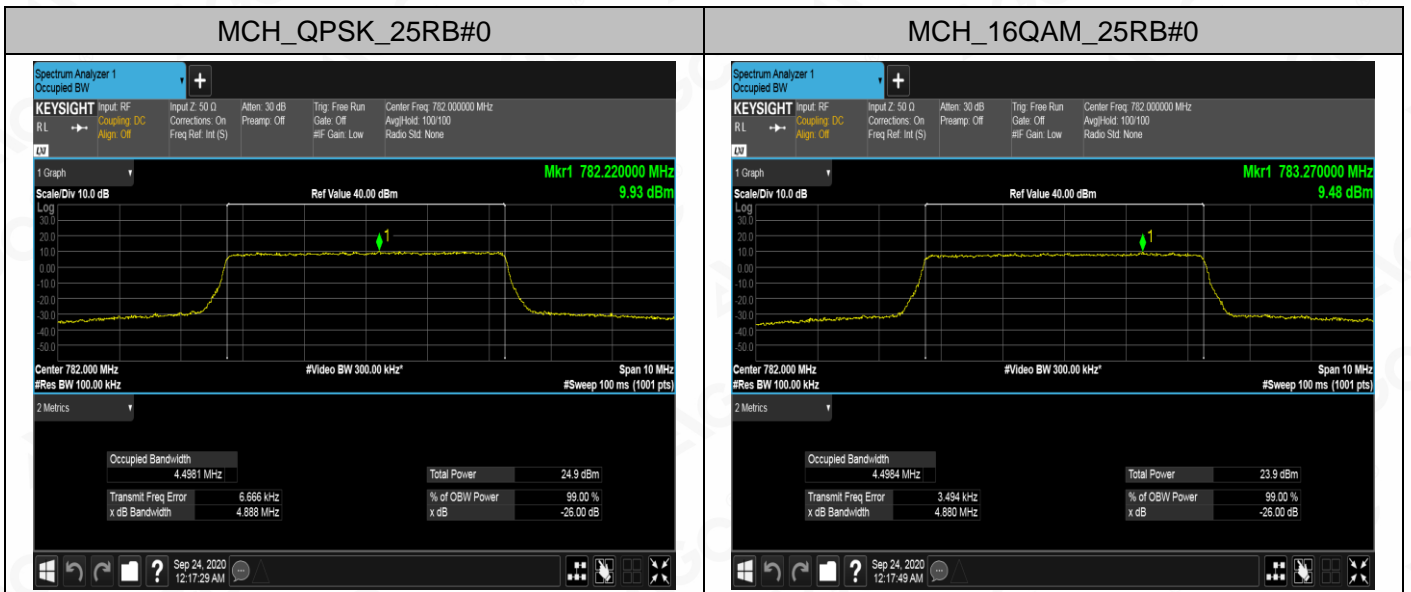 MCH_QPSK_25RB#0
Spectrum Analyzer 1
Occupied BW
+
KEYSIGHT
RL
LXI
Input: RF
Coupling: DC
Align: Off
Input Z: 50 Ω
Corrections: On
Freq Ref: Int (S)
Atten: 30 dB
Preamp: Off
Trig: Free Run
Gate: Off
#IF Gain: Low
Center Freq: 782.000000 MHz
Avg|Hold: 100/100
Radio Std: None
1 Graph
Mkr1 782.220000 MHz
Scale/Div 10.0 dB
Ref Value 40.00 dBm
9.93 dBm
Log
30.0
20.0
10.0
0.00
-10.0
-20.0
-30.0
-40.0
-50.0
1
Center 782.000 MHz
#Video BW 300.00 kHz*
Span 10 MHz
#Res BW 100.00 kHz
#Sweep 100 ms (1001 pts)
2 Metrics
Occupied Bandwidth
4.4981 MHz
Total Power 24.9 dBm
Transmit Freq Error 6.666 kHz
% of OBW Power 99.00 %
x dB Bandwidth 4.888 MHz
x dB -26.00 dB
?
Sep 24, 2020
12:17:29 AM
MCH_16QAM_25RB#0
Spectrum Analyzer 1
Occupied BW
+
KEYSIGHT
RL
LXI
Input: RF
Coupling: DC
Align: Off
Input Z: 50 Ω
Corrections: On
Freq Ref: Int (S)
Atten: 30 dB
Preamp: Off
Trig: Free Run
Gate: Off
#IF Gain: Low
Center Freq: 782.000000 MHz
Avg|Hold: 100/100
Radio Std: None
1 Graph
Mkr1 783.270000 MHz
Scale/Div 10.0 dB
Ref Value 40.00 dBm
9.48 dBm
Log
30.0
20.0
10.0
0.00
-10.0
-20.0
-30.0
-40.0
-50.0
1
Center 782.000 MHz
#Video BW 300.00 kHz*
Span 10 MHz
#Res BW 100.00 kHz
#Sweep 100 ms (1001 pts)
2 Metrics
Occupied Bandwidth
4.4984 MHz
Total Power 23.9 dBm
Transmit Freq Error 3.494 kHz
% of OBW Power 99.00 %
x dB Bandwidth 4.880 MHz
x dB -26.00 dB
?
Sep 24, 2020
12:17:49 AM